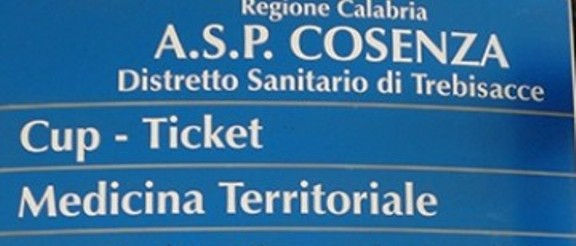 Regione Calabria
A.S.P. COSENZA
Distretto Sanitario di Trebisacce
Cup - Ticket
Medicina Territoriale